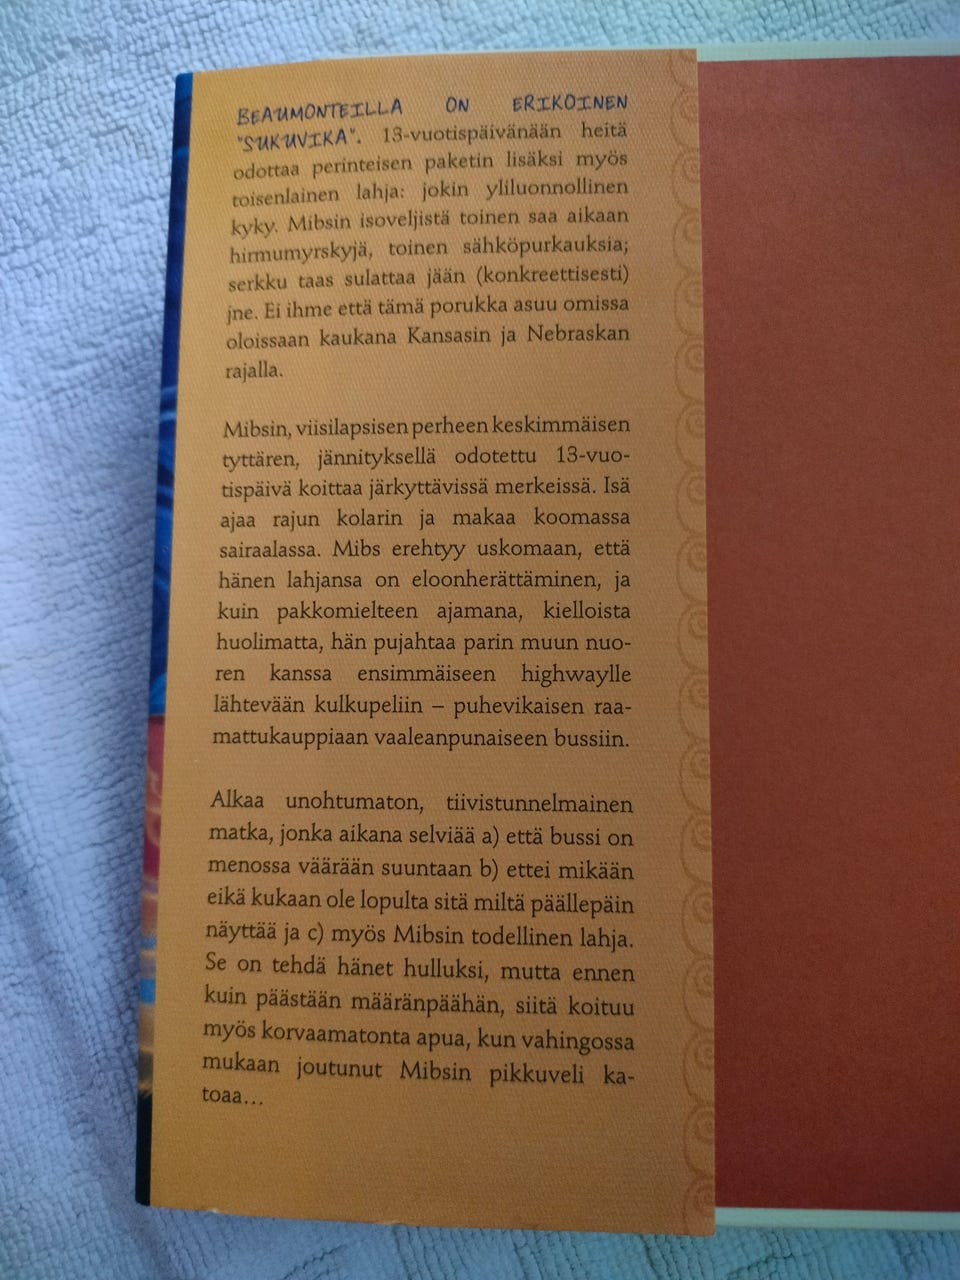 BEAUMONTEILLA ON ERIKOINEN
"SUKUVIKA". 13-vuotispäivänään heitä
odottaa perinteisen paketin lisäksi myös
toisenlainen lahja: jokin yliluonnollinen
kyky. Mibsin isoveljistä toinen saa aikaan
hirmumyrskyjä, toinen sähköpurkauksia;
serkku taas sulattaa jään (konkreettisesti)
jne. Ei ihme että tämä porukka asuu omissa
oloissaan kaukana Kansasin ja Nebraskan
rajalla.
Mibsin, viisilapsisen perheen keskimmäisen
tyttären, jännityksellä odotettu 13-vuo-
tispäivä koittaa järkyttävissä merkeissä. Isä
ajaa rajun kolarin ja makaa koomassa
sairaalassa. Mibs erehtyy uskomaan, että
hänen lahjansa on eloonherättäminen, ja
kuin pakkomielteen ajamana, kielloista
huolimatta, hän pujahtaa parin muun nuo-
ren kanssa ensimmäiseen highwaylle
lähtevään kulkupeliin – puhevikaisen raa-
mattukauppiaan vaaleanpunaiseen bussiin.
Alkaa unohtumaton, tiivistunnelmainen
matka, jonka aikana selviää a) että bussi on
menossa väärään suuntaan b) ettei mikään
eikä kukaan ole lopulta sitä miltä päällepäin
näyttää ja c) myös Mibsin todellinen lahja.
Se on tehdä hänet hulluksi, mutta ennen
kuin päästään määränpäähän, siitä koituu
myös korvaamatonta apua, kun vahingossa
mukaan joutunut Mibsin pikkuveli ka-
toaa...